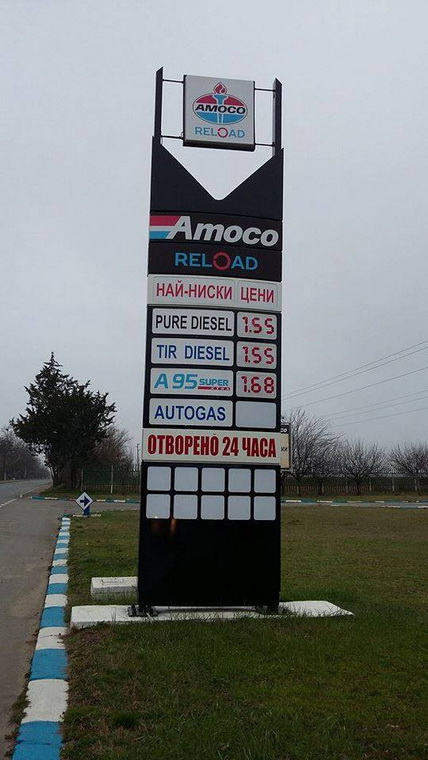 AMOCO
RELOAD
Amoco
RELOAD
НАЙ-НИСКИ ЦЕНИ
PURE DIESEL 1.55
TIR DIESEL 1.55
A 95 SUPER 1.68
AUTOGAS
ОТВОРЕНО 24 ЧАСА